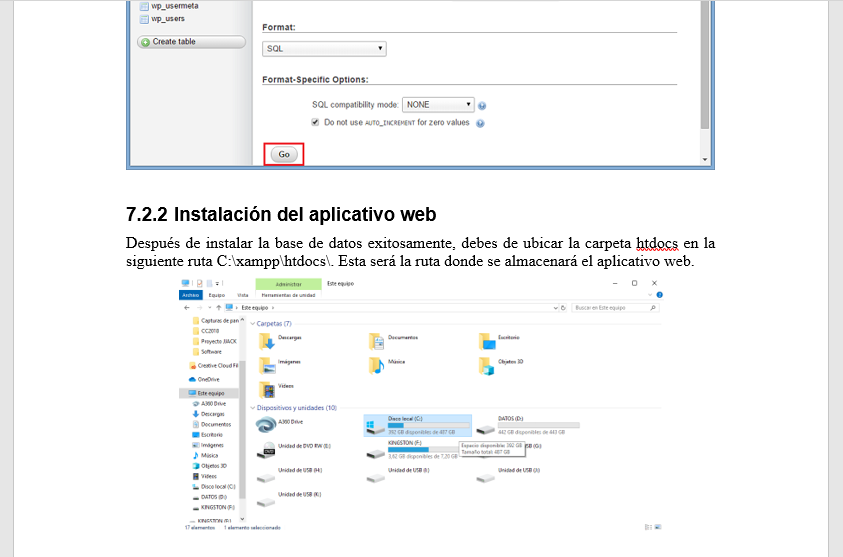 wp_usermeta
wp_users
Create table
Format:
SQL
Format-Specific Options:
SQL compatibility mode: NONE
Do not use AUTO_INCREMENT for zero values
Go
7.2.2 Instalación del aplicativo web
Después de instalar la base de datos exitosamente, debes de ubicar la carpeta htdocs en la
siguiente ruta C:\xampp\htdocs\. Esta será la ruta donde se almacenará el aplicativo web.
Administrar Este equipo
Archivo Equipo Vista Herramientas de unidad
Este equipo
Buscar en Este equipo
Capturas de pan
CC2018
Proyecto JJACK
Software
Creative Cloud Fil
OneDrive
Este equipo
A360 Drive
Descargas
Documentos
Escritorio
Imágenes
Música
Objetos 3D
Vídeos
Disco local (C:)
DATOS (D:)
KINGSTON (F:)
KINGSTON (F:)
Carpetas (7)
Descargas Documentos Escritorio
Imágenes Música Objetos 3D
Vídeos
Dispositivos y unidades (10)
A360 Drive
Disco local (C:)
392 GB disponibles de 487 GB
DATOS (D:)
442 GB disponibles de 443 GB
Unidad de DVD RW (E:)
KINGSTON (F:)
3,62 GB disponibles de 7,20 GB
Espacio disponible: 392 GB
Tamaño total: 487 GB
SB (G:)
Unidad de USB (H:) Unidad de USB (I:) Unidad de USB (J:)
Unidad de USB (K:)
17 elementos 1 elemento seleccionado